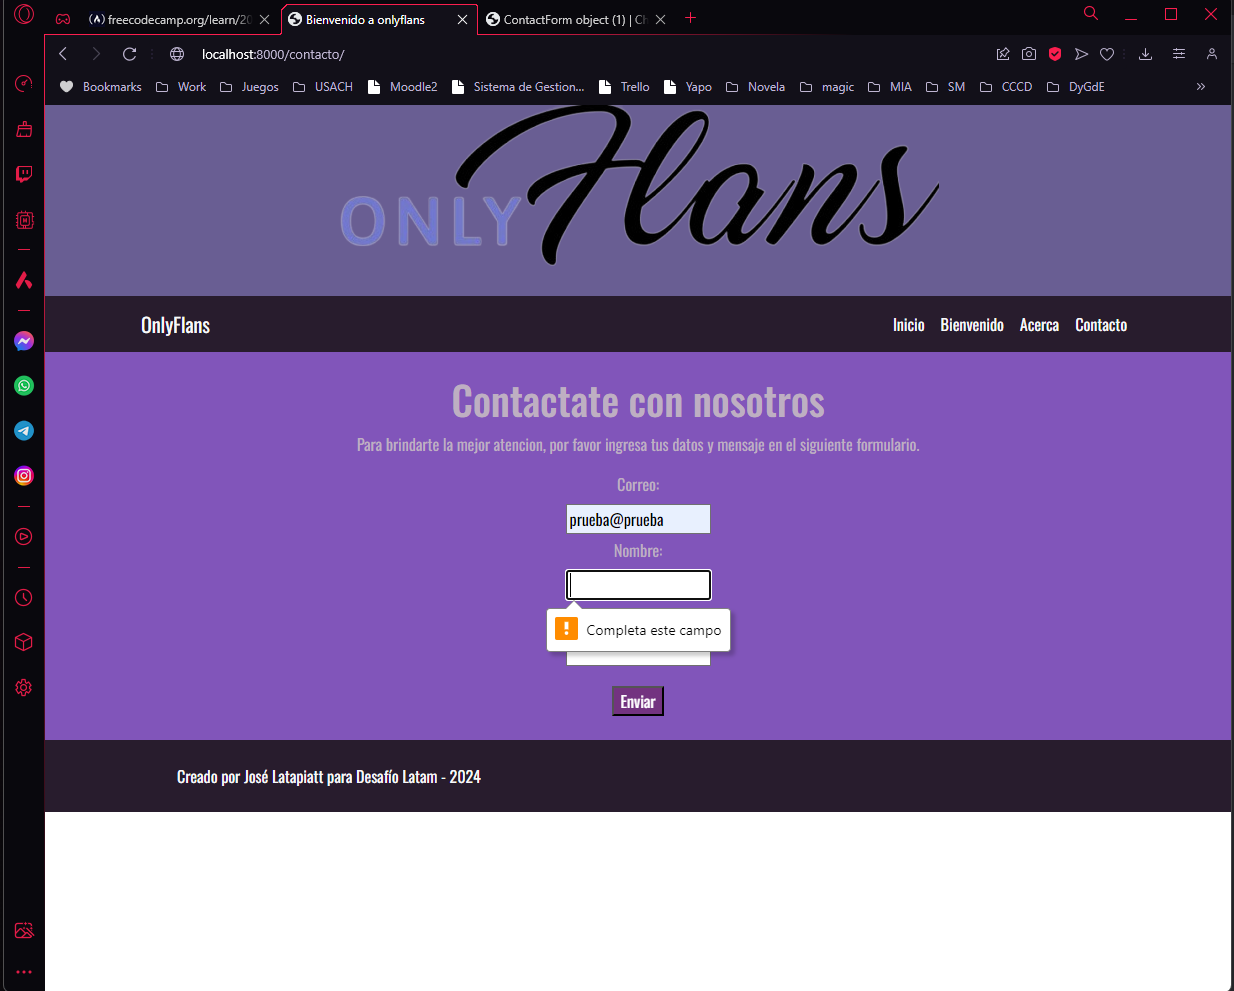 freecodecamp.org/learn/20
Bienvenido a onlyflans
ContactForm object (1) | Ch
localhost:8000/contacto/
Bookmarks Work Juegos USACH Moodle2 Sistema de Gestion... Trello Yapo Novela magic MIA SM CCCD DyGdE »
ONLY Flans
OnlyFlans
Inicio Bienvenido Acerca Contacto
Contactate con nosotros
Para brindarte la mejor atencion, por favor ingresa tus datos y mensaje en el siguiente formulario.
Correo:
prueba@prueba
Nombre:
Completa este campo
Enviar
Creado por José Latapiatt para Desafío Latam - 2024